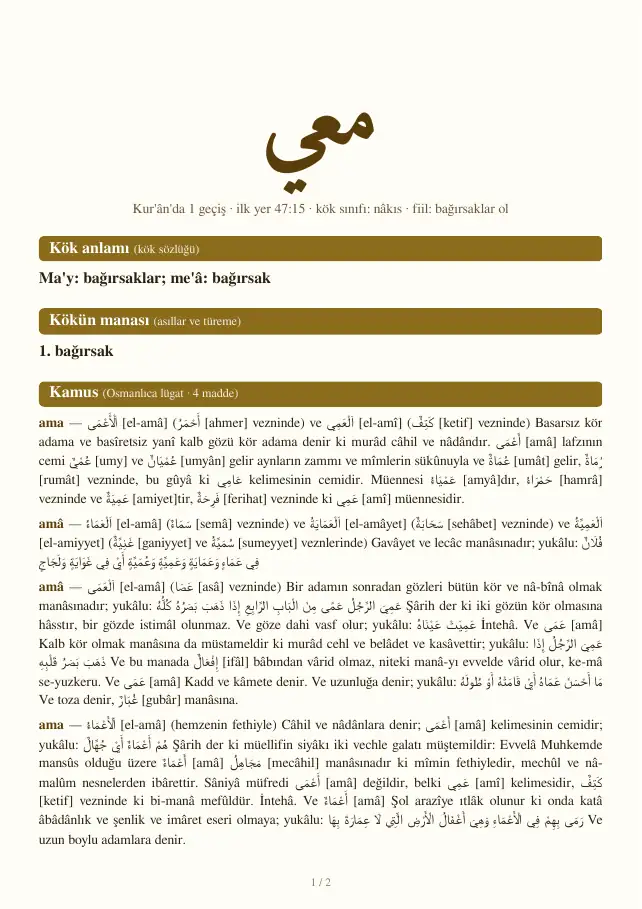 معي
Kur'ân'da 1 geçiş · ilk yer 47:15 · kök sınıfı: nâkıs · fiil: bağırsaklar ol
Kök anlamı (kök sözlüğü)
Ma'y: bağırsaklar; me'â: bağırsak
Kökün manası (asıllar ve türeme)
1. bağırsak
Kamus (Osmanlıca lügat · 4 madde)
ama — اَلْأَعْمَى [el-amâ] (أَحْمَرُ [ahmer] vezninde) ve اَلْعَمِي [el-amî] (كَتِفٌ [ketif] vezninde) Basarsız kör
adama ve basîretsiz yanî kalb gözü kör adama denir ki murâd câhil ve nâdândır. أَعْمَى [amâ] lafzının
cemi عُمْيٌ [umy] ve عُمْيَانٌ [umyân] gelir aynların zammı ve mîmlerin sükûnuyla ve عُمَاةٌ [umât] gelir, رُمَاةٌ
[rumât] vezninde, bu gûyâ ki عَامِي kelimesinin cemidir. Müennesi عَمْيَاءُ [amyâ]dır, حَمْرَاءُ [hamrâ]
vezninde ve عَمِيَةٌ [amiyet]tir, فَرِحَةٌ [ferihat] vezninde ki عَمِي [amî] müennesidir.
amâ — اَلْعَمَاءُ [el-amâ] (سَمَاءٌ [semâ] vezninde) ve اَلْعَمَايَةُ [el-amâyet] (سَحَابَةٌ [sehâbet] vezninde) ve اَلْعَمِيَّةُ
[el-amiyyet] (غَنِيَّةٌ [ganiyyet] ve سُمَيَّةُ [sumeyyet] veznlerinde) Gavâyet ve lecâc manâsınadır; yukâlu: فُلَانٌ
فِي عَمَاءٍ وَعَمَايَةٍ وَعَمِيَّةٍ وَعُمْيَّةٍ أَيْ فِي غَوَايَةٍ وَلَجَاجٍ
amâ — اَلْعَمَى [el-amâ] (عَصَا [asâ] vezninde) Bir adamın sonradan gözleri bütün kör ve nâ-bînâ olmak
manâsınadır; yukâlu: عَمِيَ الرَّجُلُ عَمًى مِنَ الْبَابِ الرَّابِعِ إِذَا ذَهَبَ بَصَرُهُ كُلُّهُ Şârih der ki iki gözün kör olmasına
hâsstır, bir gözde istimâl olunmaz. Ve göze dahi vasf olur; yukâlu: عَمِيَتْ عَيْنَاهُ İntehâ. Ve عَمَى [amâ]
Kalb kör olmak manâsına da müstameldir ki murâd cehl ve belâdet ve kasâvettir; yukâlu: عَمِيَ الرَّجُلُ إِذَا
ذَهَبَ بَصَرُ قَلْبِهِ Ve bu manada إِفْعَالٌ [ifâl] bâbından vârid olmaz, niteki manâ-yı evvelde vârid olur, ke-mâ
se-yuzkeru. Ve عَمَى [amâ] Kadd ve kâmete denir. Ve uzunluğa denir; yukâlu: مَا أَحْسَنَ عَمَاهُ أَيْ قَامَتَهُ أَوْ طُولَهُ
Ve toza denir, غُبَارٌ [gubâr] manâsına.
ama — اَلْأَعْمَاءُ [el-amâ] (hemzenin fethiyle) Câhil ve nâdânlara denir; أَعْمَى [amâ] kelimesinin cemidir;
yukâlu: هُمْ أَعْمَاءٌ أَيْ جُهَّالٌ Şârih der ki müellifin siyâkı iki vechle galatı müştemildir: Evvelâ Muhkemde
mansûs olduğu üzere أَعْمَاءٌ [amâ] مَجَاهِلُ [mecâhil] manâsınadır ki mîmin fethiyledir, mechûl ve nâ-
malûm nesnelerden ibârettir. Sâniyâ müfredi أَعْمَى [amâ] değildir, belki عَمِي [amî] kelimesidir, كَتِفٌ
[ketif] vezninde ki bi-manâ mefûldür. İntehâ. Ve أَعْمَاءٌ [amâ] Şol arazîye ıtlâk olunur ki onda katâ
âbâdânlık ve şenlik ve imâret eseri olmaya; yukâlu: رَمَى بِهِمْ فِي الْأَعْمَاءِ وَهِيَ أَغْفَالُ الْأَرْضِ الَّتِي لَا عِمَارَةَ بِهَا Ve
uzun boylu adamlara denir.
1 / 2